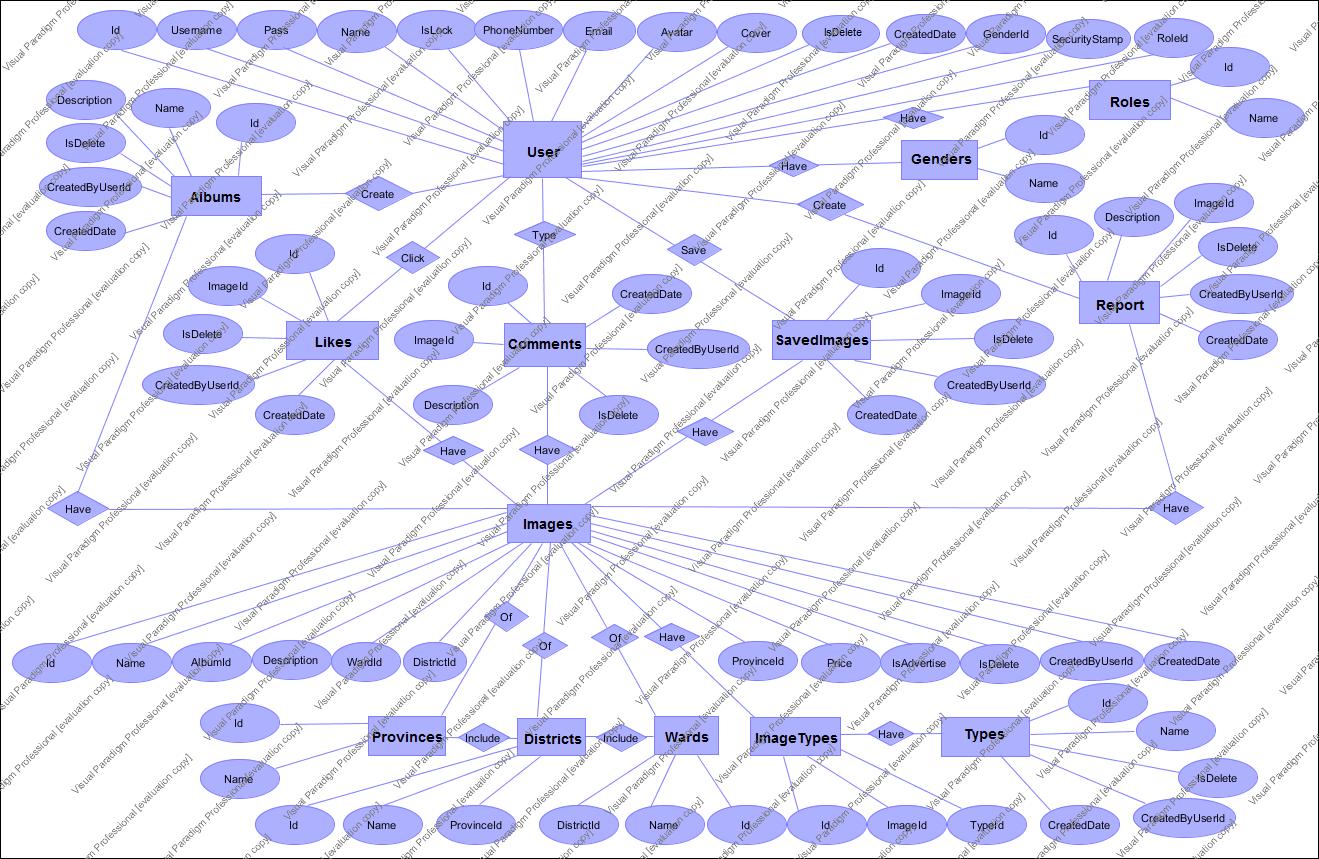 Id
Username
Pass
Name
IsLock
PhoneNumber
Email
Avatar
Cover
IsDelete
CreatedDate
GenderId
SecurityStamp
RoleId
Id
Roles
Name
Description
Name
Id
IsDelete
CreatedByUserId
CreatedDate
Albums
Create
User
Have
Have
Genders
Id
Name
Create
Click
Type
Save
Id
Description
ImageId
IsDelete
CreatedByUserId
CreatedDate
Report
Id
ImageId
IsDelete
CreatedByUserId
CreatedDate
Likes
Id
CreatedDate
ImageId
CreatedByUserId
Description
IsDelete
Comments
Id
ImageId
IsDelete
CreatedByUserId
CreatedDate
SavedImages
Have
Have
Have
Have
Have
Images
Of
Of
Of
Have
Id
Name
AlbumId
Description
WardId
DistrictId
ProvinceId
Price
IsAdvertise
IsDelete
CreatedByUserId
CreatedDate
Id
Name
Provinces
Include
Districts
Include
Wards
ImageTypes
Have
Types
Id
Name
IsDelete
CreatedByUserId
CreatedDate
Id
Name
ProvinceId
DistrictId
Name
Id
Id
ImageId
TypeId
Visual Paradigm Professional [evaluation copy]